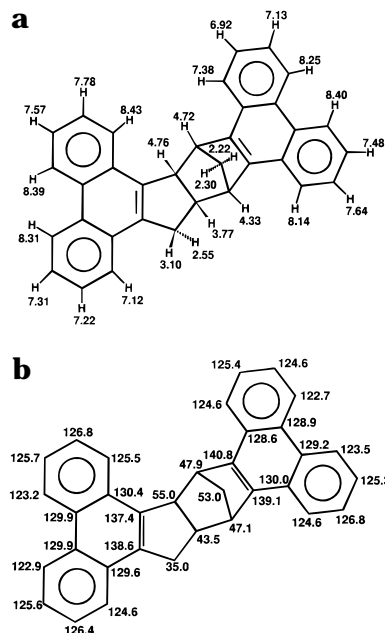 a
7.13
6.92
H
H
7.38
H
H
8.25
7.78
H
8.43
H
7.57
H
8.40
H
4.72
H
2.22
H
H
2.30
7.48
H
4.76
H
H
8.39
H
7.64
H
8.14
H
4.33
H
3.77
8.31
H
H
H
3.10
2.55
H
7.31
H
7.22
H
7.12
b
125.4
124.6
124.6
122.7
128.6
128.9
126.8
125.7
125.5
129.2
123.5
140.8
47.9
130.0
123.2
130.4
55.0
53.0
139.1
126.8
124.6
129.9
137.4
47.1
129.9
138.6
43.5
122.9
129.6
35.0
125.6
124.6
126.4